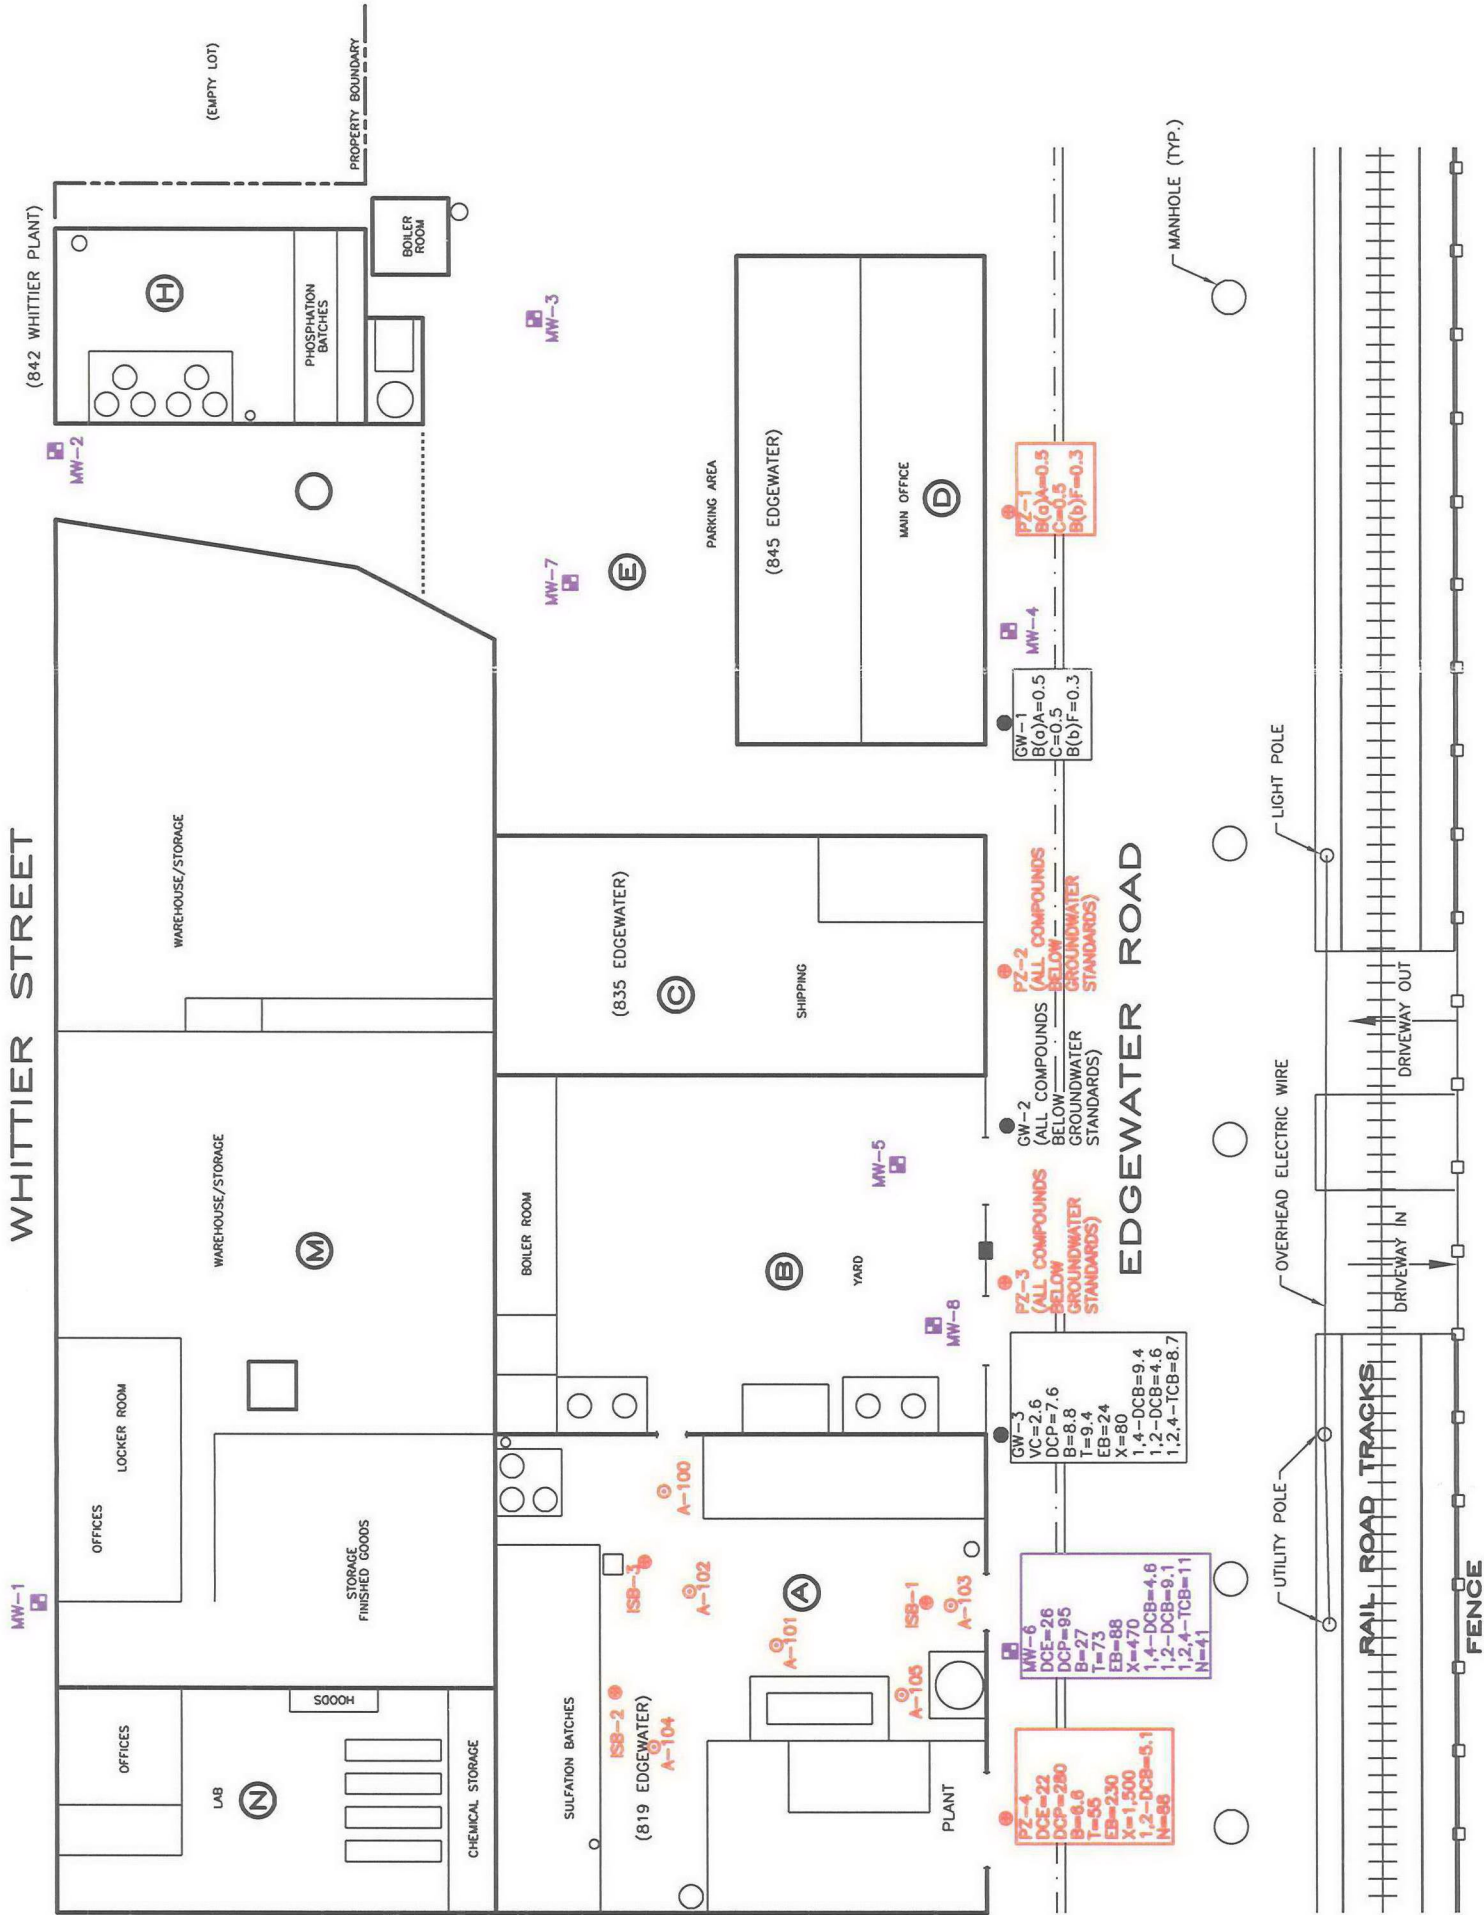 WHITTIER STREET
(842 WHITTIER PLANT)
(EMPTY LOT)
PROPERTY BOUNDARY
MW-1
MW-2
MW-3
MW-7
H
PHOSPHATION
BATCHES
BOILER
ROOM
OFFICES
LAB
N
HOODS
CHEMICAL STORAGE
OFFICES
LOCKER ROOM
STORAGE
FINISHED GOODS
M
WAREHOUSE/STORAGE
WAREHOUSE/STORAGE
E
PARKING AREA
SULFATION BATCHES
(819 EDGEWATER)
ISB-2
A-104
ISB-3
A-102
A-100
A-101
A
ISB-1
A-103
A-105
PLANT
BOILER ROOM
B
YARD
MW-5
MW-8
(835 EDGEWATER)
C
SHIPPING
(845 EDGEWATER)
MAIN OFFICE
D
PZ-4
DCE=22
DCP=280
B=6.6
T=55
EB=230
X=1,500
1,2-DCB=5.1
N=88
MW-6
DCE=26
DCP=95
B=27
T=73
EB=88
X=470
1,4-DCB=4.6
1,2-DCB=9.1
1,2,4-TCB=11
N=41
GW-3
VC=2.6
DCP=7.6
B=8.8
T=9.4
EB=24
X=80
1,4-DCB=9.4
1,2-DCB=4.6
1,2,4-TCB=8.7
PZ-3
(ALL COMPOUNDS
BELOW
GROUNDWATER
STANDARDS)
GW-2
(ALL COMPOUNDS
BELOW
GROUNDWATER
STANDARDS)
PZ-2
(ALL COMPOUNDS
BELOW
GROUNDWATER
STANDARDS)
GW-1
B(a)A=0.5
C=0.5
B(b)F=0.3
MW-4
PZ-1
B(a)A=0.5
C=0.5
B(b)F=0.3
EDGEWATER ROAD
MANHOLE (TYP.)
UTILITY POLE
OVERHEAD ELECTRIC WIRE
LIGHT POLE
RAIL ROAD TRACKS
DRIVEWAY IN
DRIVEWAY OUT
FENCE